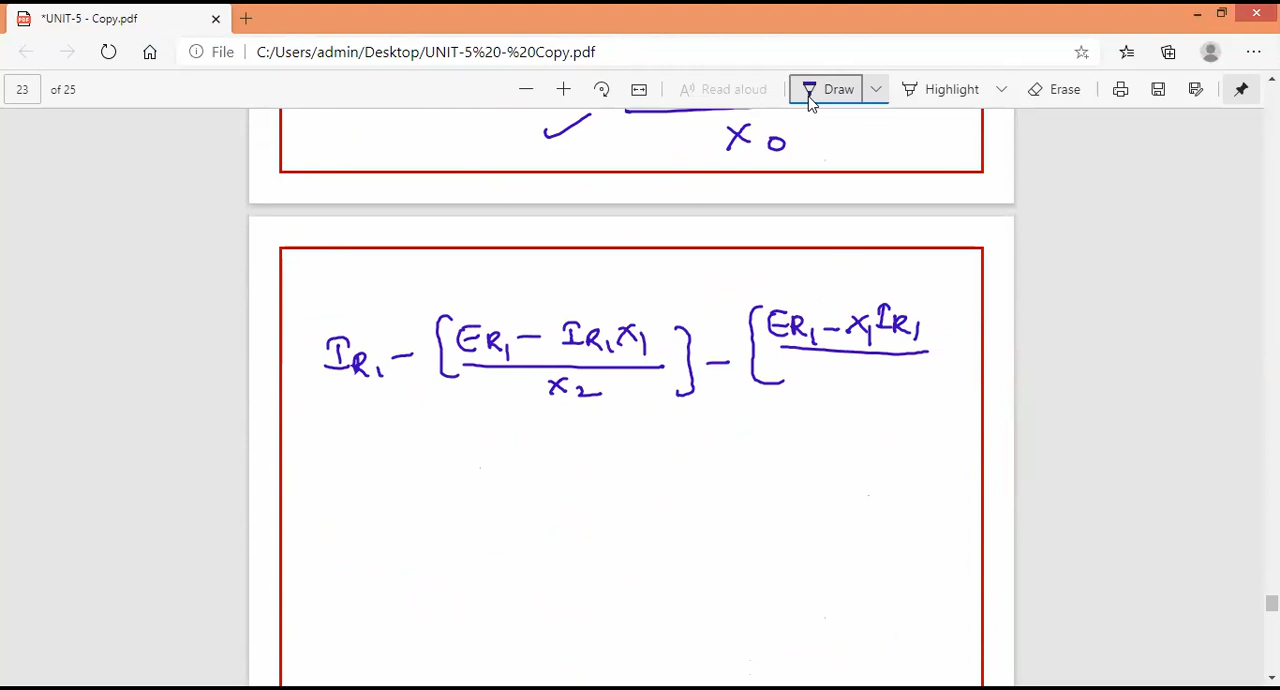 *UNIT-5 - Copy.pdf
File C:/Users/admin/Desktop/UNIT-5%20-%20Copy.pdf
23 of 25 Read aloud Draw Highlight Erase
X0
IR1 - [ER1 - IR1X1 / X2] - [ER1 - X1IR1